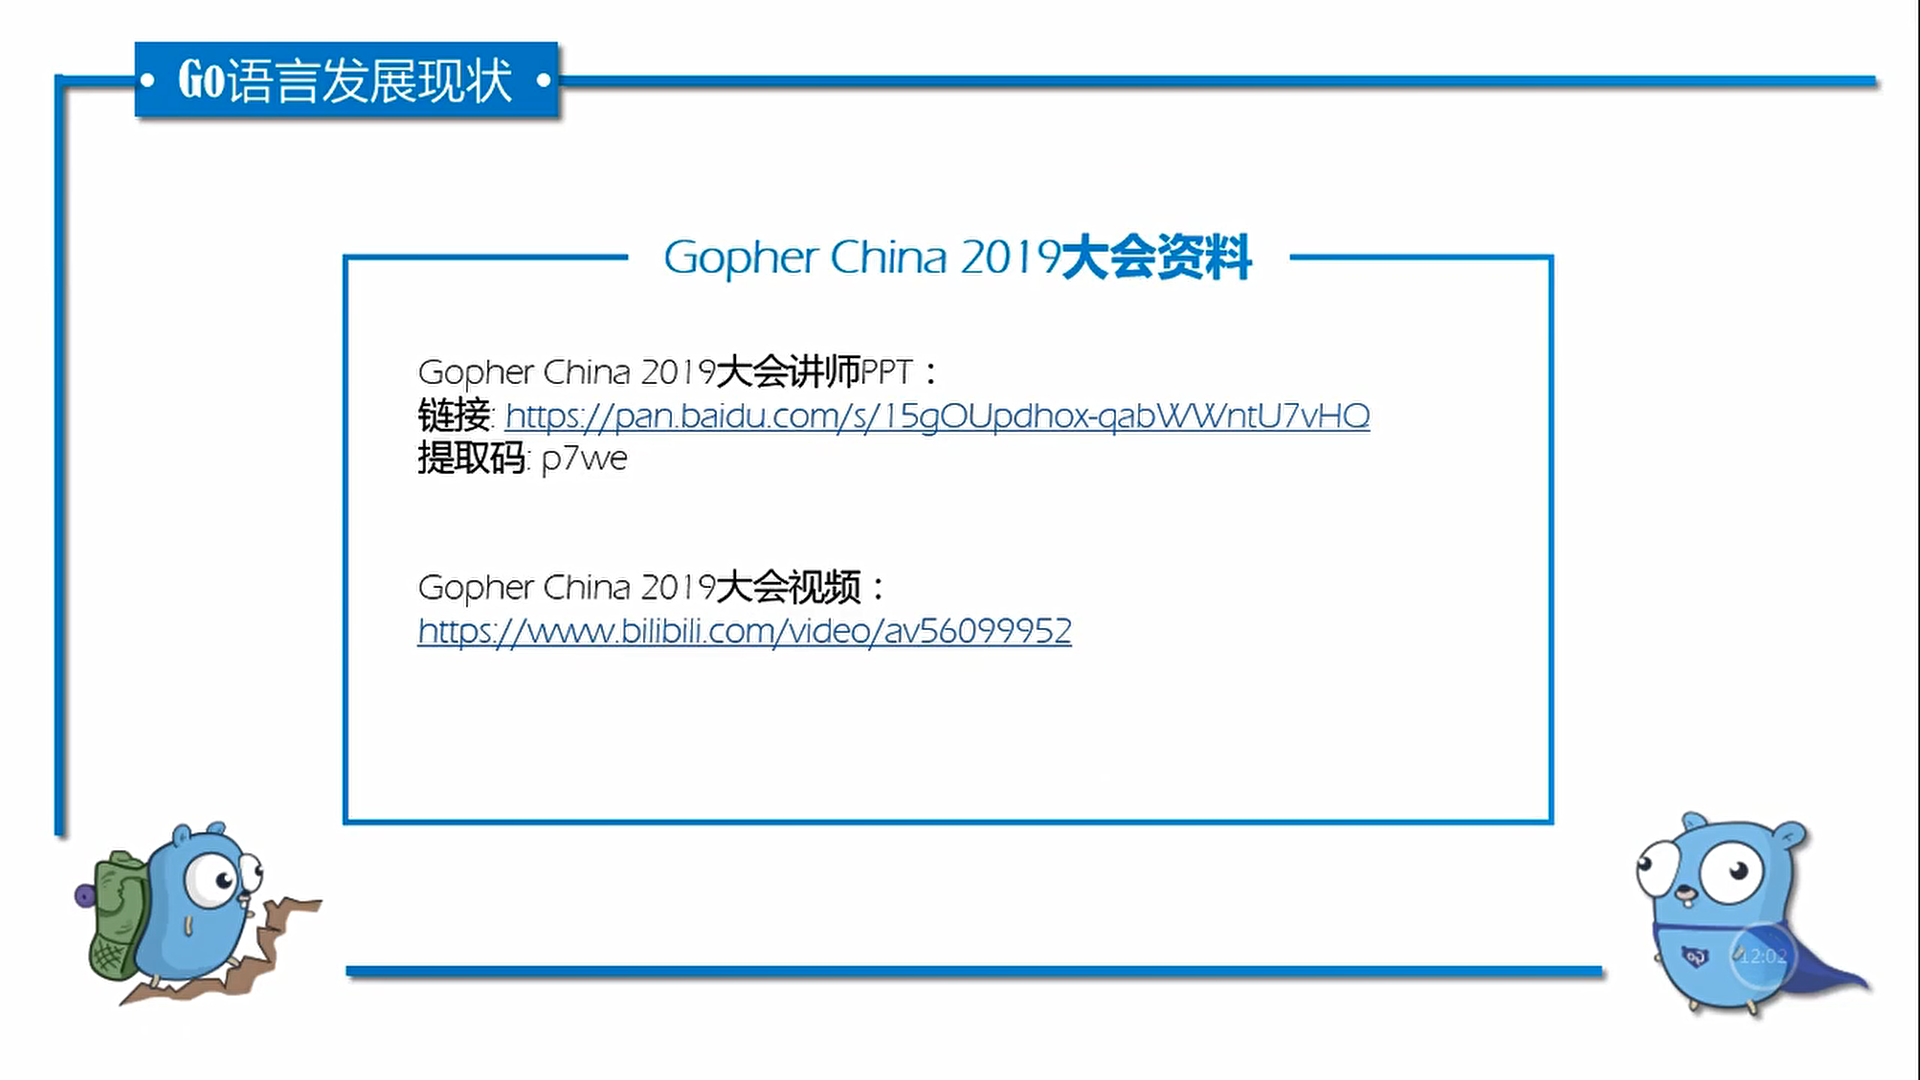 Go语言发展现状
Gopher China 2019大会资料
Gopher China 2019大会讲师PPT：
链接: https://pan.baidu.com/s/15gOUpdhox-qabWWntU7vHQ
提取码: p7we
Gopher China 2019大会视频：
https://www.bilibili.com/video/av56099952
go
12:02